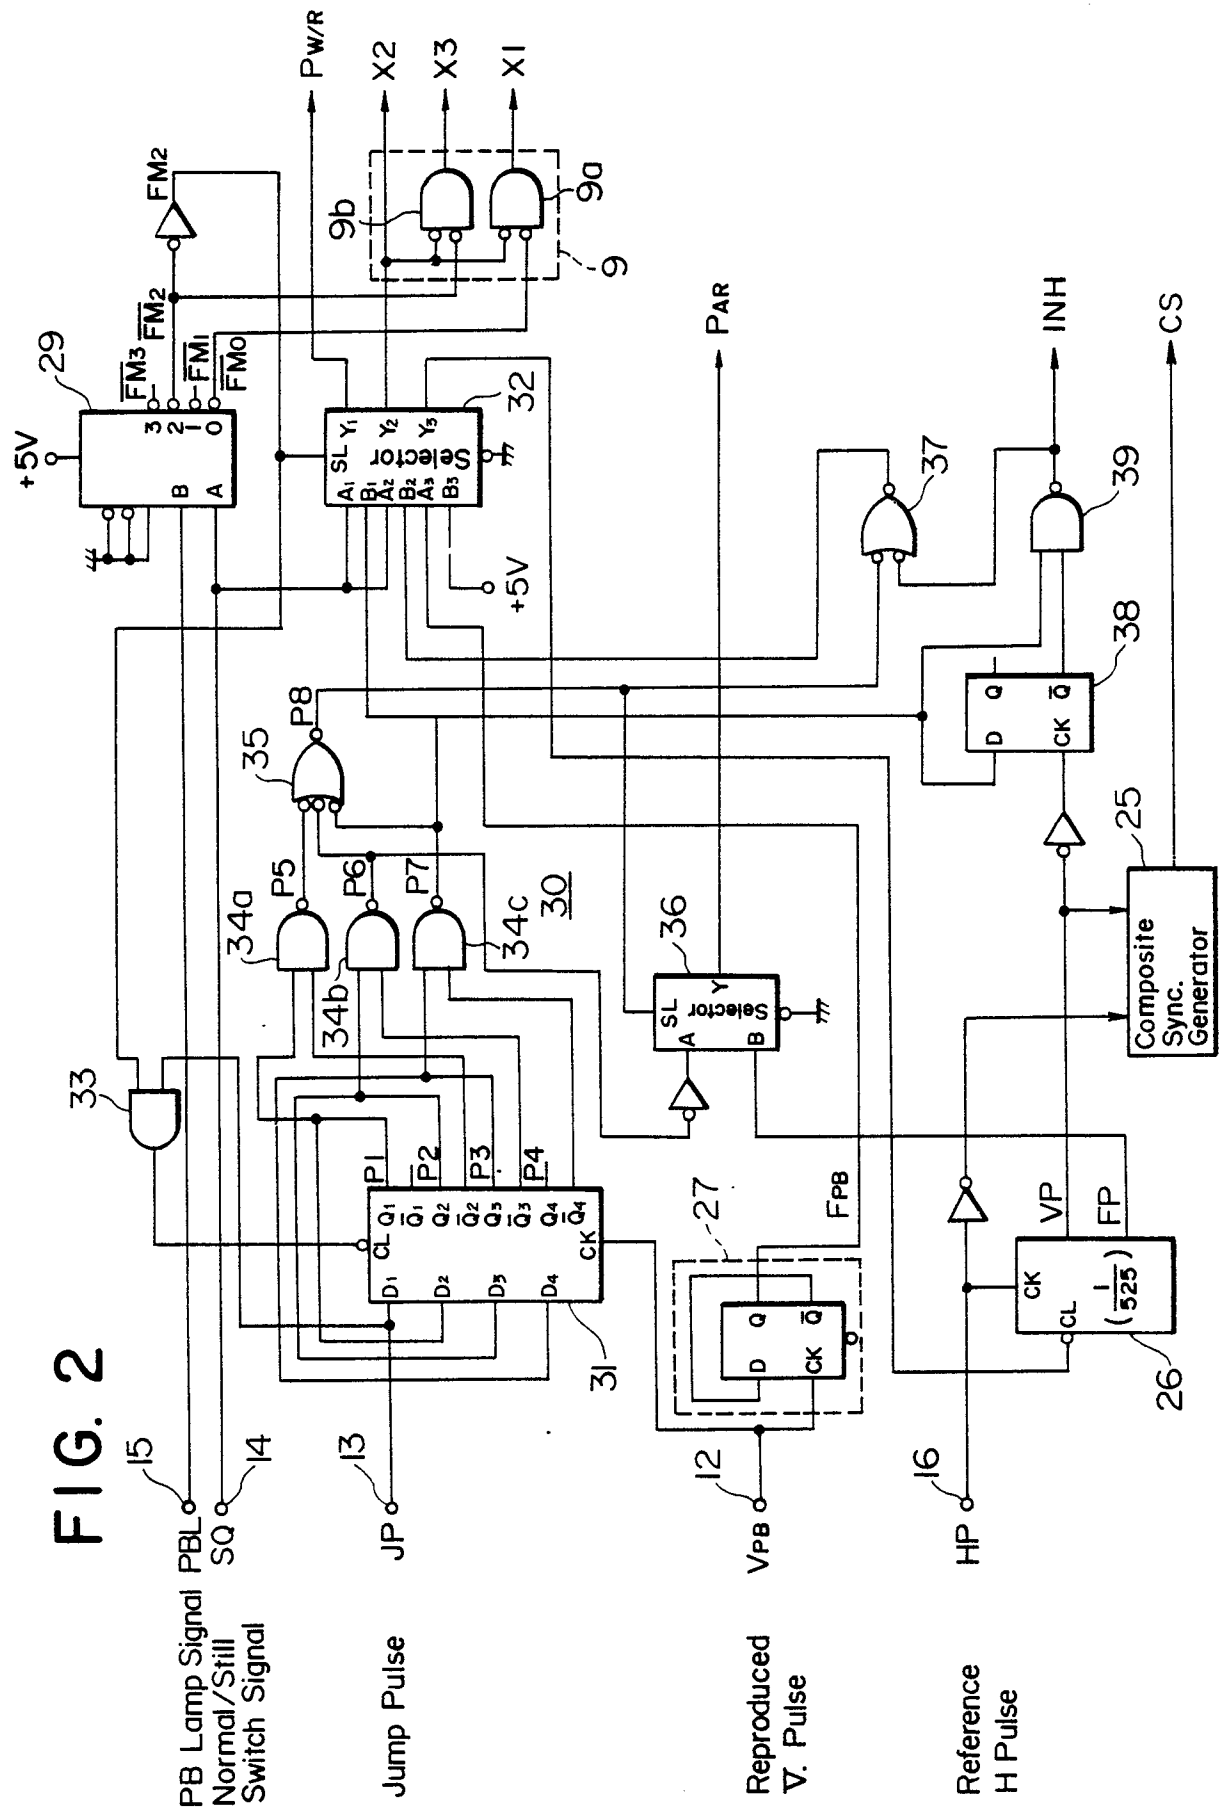 FIG. 2
PB Lamp Signal PBL
15
Normal/Still
Switch Signal
SQ
14
Jump Pulse
JP
13
Reproduced
V. Pulse
VPB
12
Reference
H Pulse
HP
16
33
+5V
29
B
A
3
2
1
0
FM3
FM2
FM1
FM0
FM2
PW/R
X2
X3
X1
9b
9a
9
SL
A1
B1
A2
B2
A3
B3
Y1
Y2
Y3
Selector
32
+5V
D1
D2
D3
D4
CL
CK
Q1
Q1
Q2
Q2
Q3
Q3
Q4
Q4
31
P1
P2
P3
P4
34a
34b
34c
P5
P6
P7
30
35
P8
36
SL
A
B
Y
Selector
PAR
27
D
CK
Q
Q
FPB
37
38
D
CK
Q
Q
39
INH
26
CK
CL
(1/525)
VP
FP
25
Composite
Sync.
Generator
CS